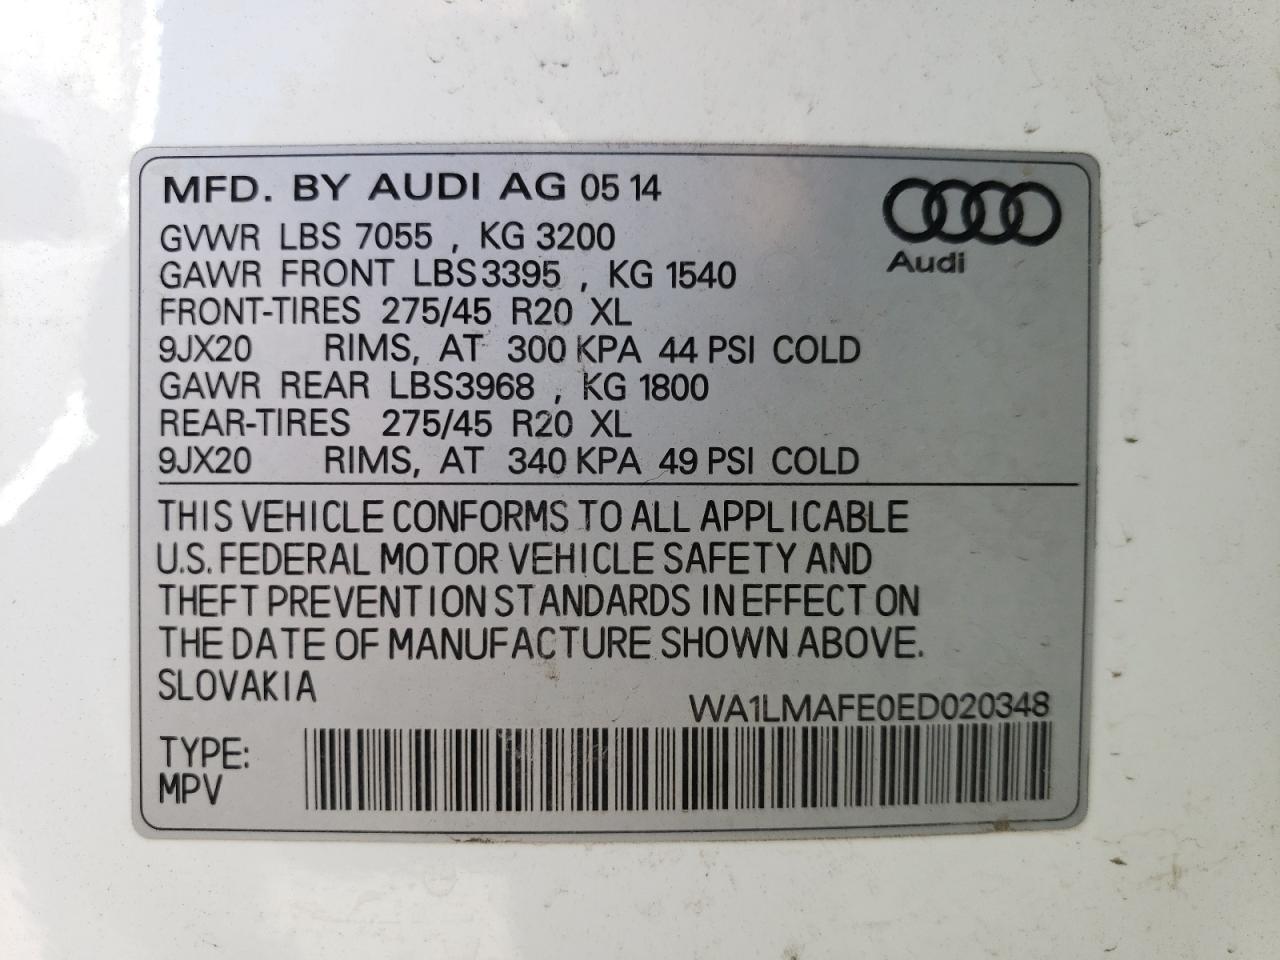 MFD. BY AUDI AG 05 14
Audi
GVWR LBS 7055 , KG 3200
GAWR FRONT LBS3395 , KG 1540
FRONT-TIRES 275/45 R20 XL
9JX20 RIMS, AT 300 KPA 44 PSI COLD
GAWR REAR LBS3968 , KG 1800
REAR-TIRES 275/45 R20 XL
9JX20 RIMS, AT 340 KPA 49 PSI COLD
THIS VEHICLE CONFORMS TO ALL APPLICABLE
U.S. FEDERAL MOTOR VEHICLE SAFETY AND
THEFT PREVENTION STANDARDS IN EFFECT ON
THE DATE OF MANUFACTURE SHOWN ABOVE.
SLOVAKIA
WA1LMAFE0ED020348
TYPE:
MPV